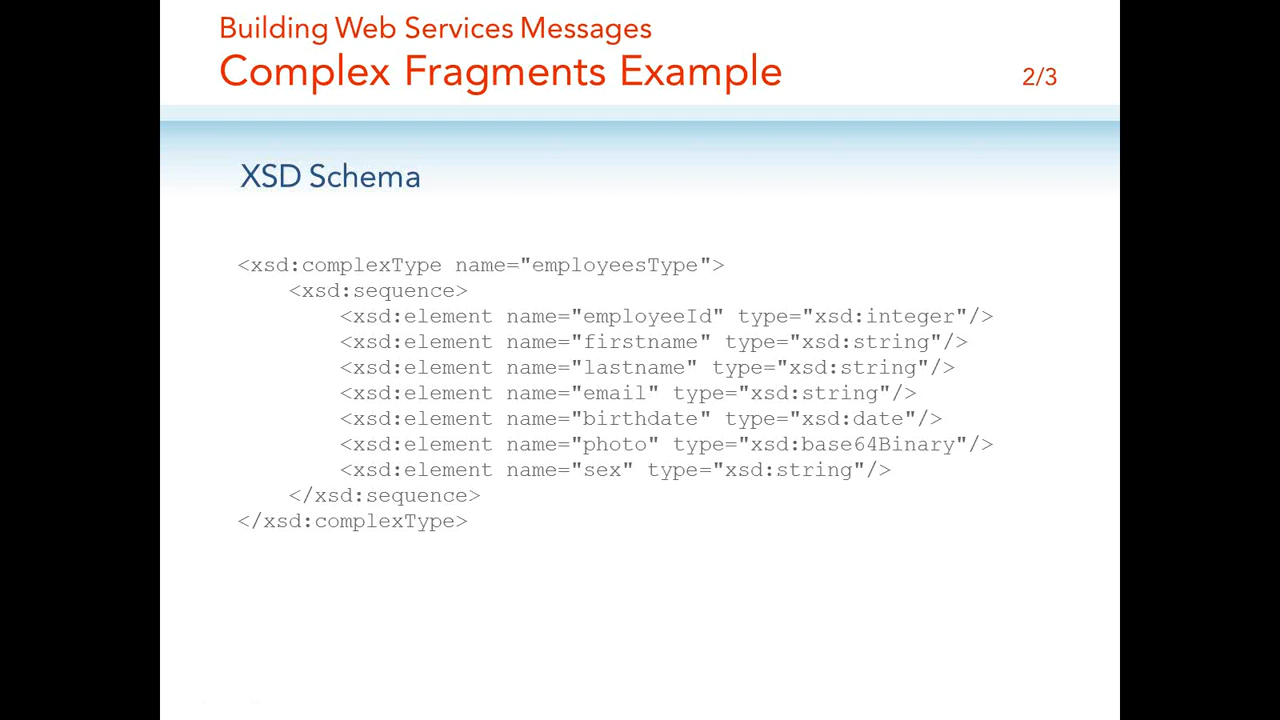 Building Web Services Messages
Complex Fragments Example 2/3
XSD Schema
<xsd:complexType name="employeesType">
    <xsd:sequence>
        <xsd:element name="employeeId" type="xsd:integer"/>
        <xsd:element name="firstname" type="xsd:string"/>
        <xsd:element name="lastname" type="xsd:string"/>
        <xsd:element name="email" type="xsd:string"/>
        <xsd:element name="birthdate" type="xsd:date"/>
        <xsd:element name="photo" type="xsd:base64Binary"/>
        <xsd:element name="sex" type="xsd:string"/>
    </xsd:sequence>
</xsd:complexType>